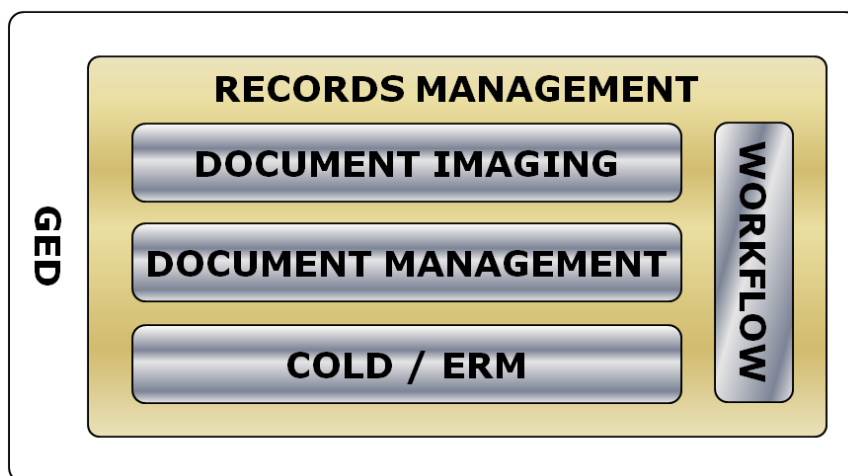 GED
RECORDS MANAGEMENT
DOCUMENT IMAGING
DOCUMENT MANAGEMENT
COLD / ERM
WORKFLOW